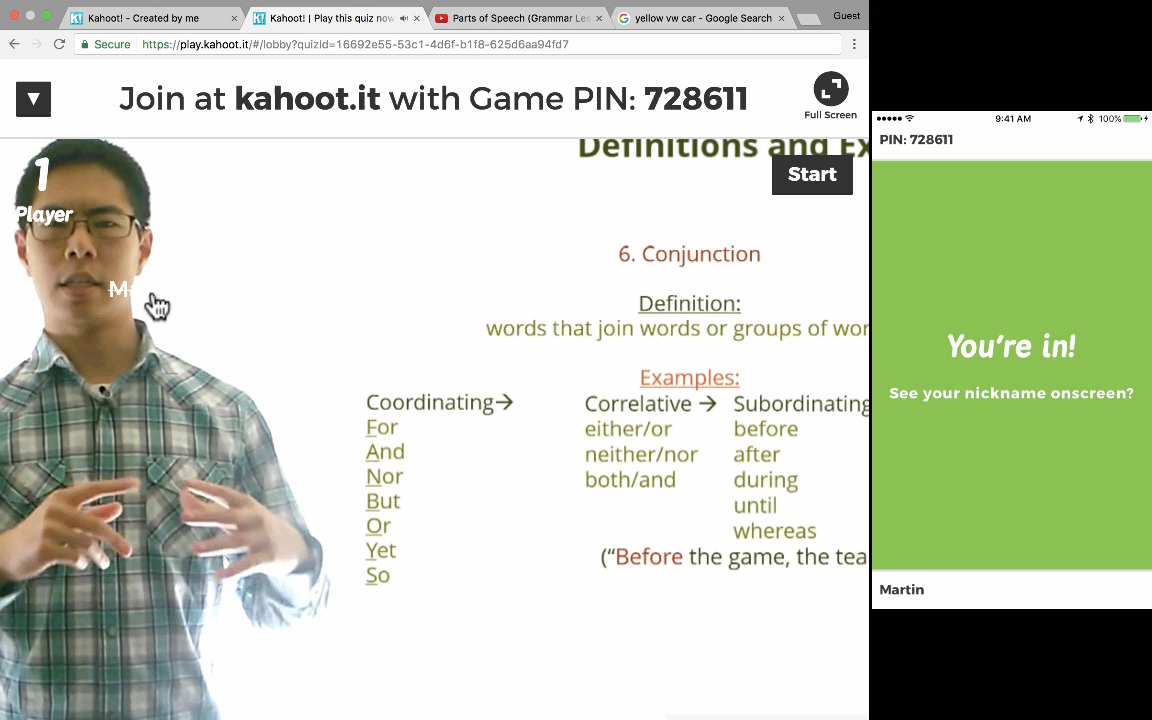 Kahoot! - Created by me
Kahoot! | Play this quiz now
Parts of Speech (Grammar Les
yellow vw car - Google Search
Guest
Secure https://play.kahoot.it/#/lobby?quizId=16692e55-53c1-4d6f-b1f8-625d6aa94fd7
Join at kahoot.it with Game PIN: 728611
Full Screen
Definitions and Ex
1
Player
Start
6. Conjunction
Definition:
words that join words or groups of wor
Examples:
Coordinating→
For
And
Nor
But
Or
Yet
So
Correlative →
either/or
neither/nor
both/and
Subordinating
before
after
during
until
whereas
("Before the game, the tea
9:41 AM
100%
PIN: 728611
You're in!
See your nickname onscreen?
Martin